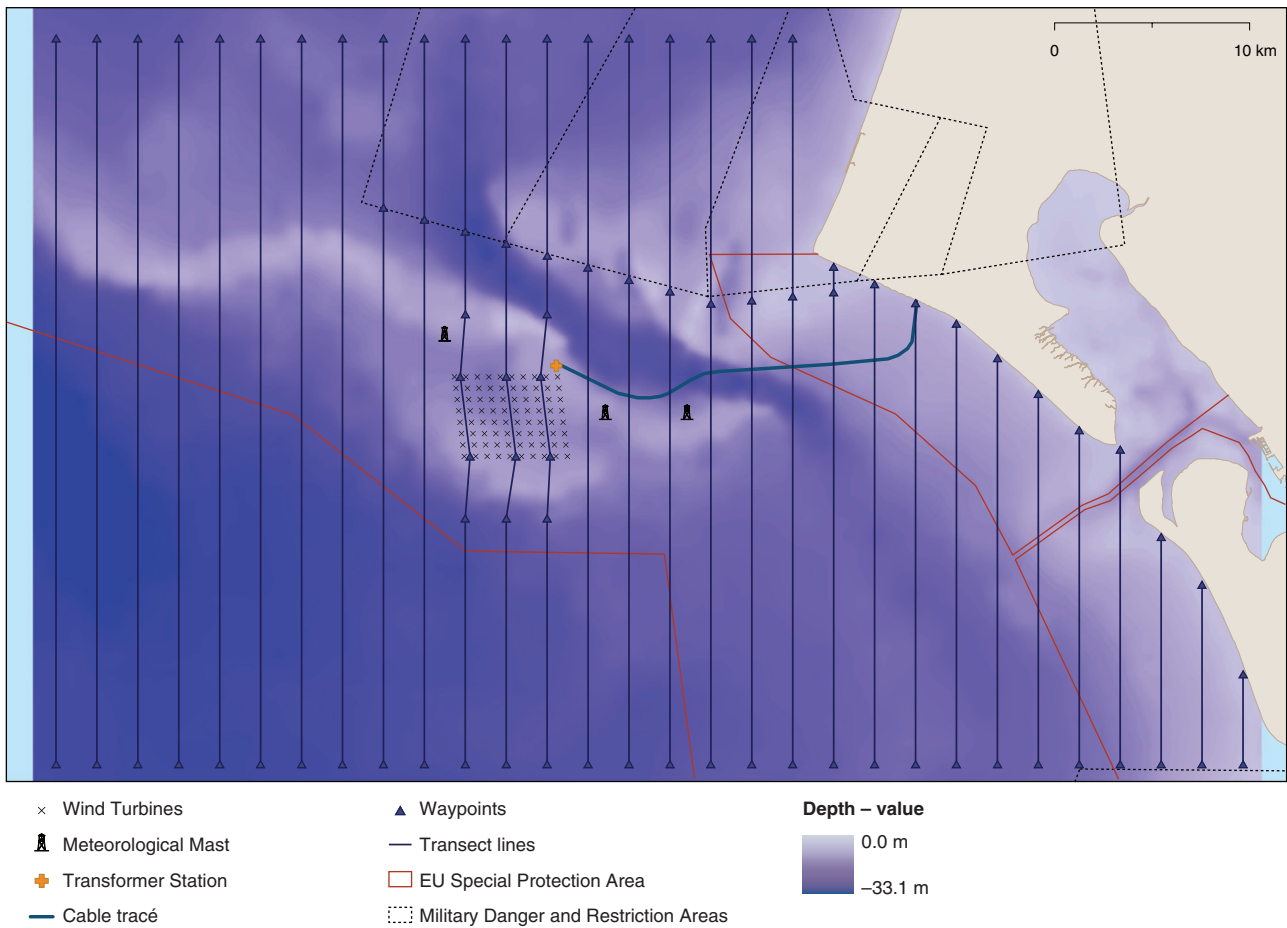 0 10 km
Wind Turbines
Meteorological Mast
Transformer Station
Cable tracé
Waypoints
Transect lines
EU Special Protection Area
Military Danger and Restriction Areas
Depth – value
0.0 m
–33.1 m